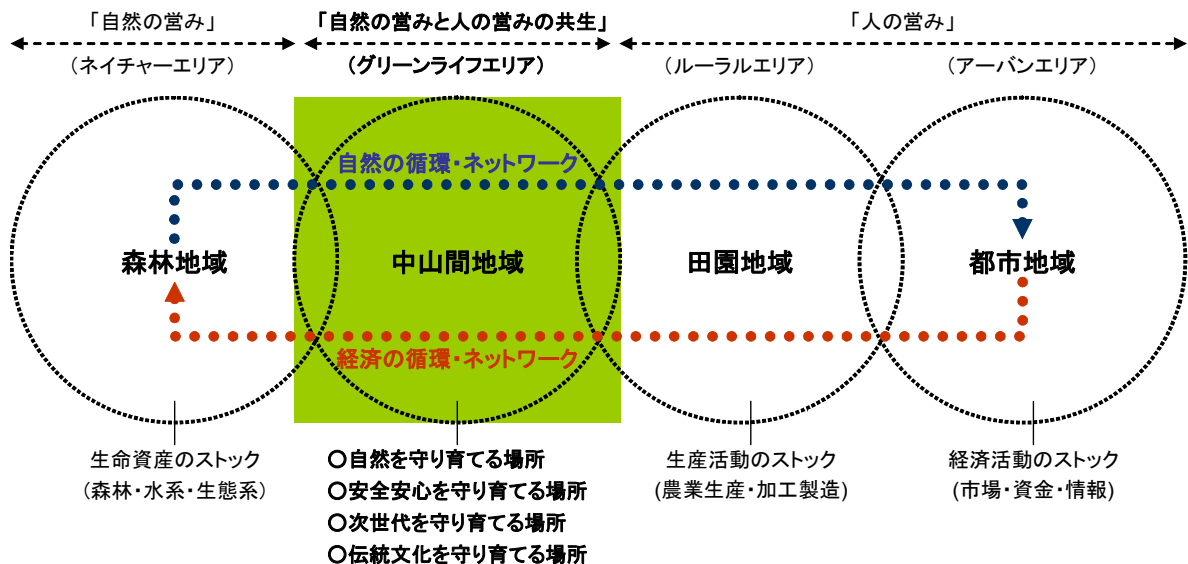 「自然の営み」
「自然の営みと人の営みの共生」
「人の営み」
（ネイチャーエリア）
（グリーンライフエリア）
（ルーラルエリア）
（アーバンエリア）
自然の循環・ネットワーク
森林地域
中山間地域
田園地域
都市地域
経済の循環・ネットワーク
生命資産のストック
（森林・水系・生態系）
○自然を守り育てる場所
○安全安心を守り育てる場所
○次世代を守り育てる場所
○伝統文化を守り育てる場所
生産活動のストック
(農業生産・加工製造)
経済活動のストック
(市場・資金・情報)